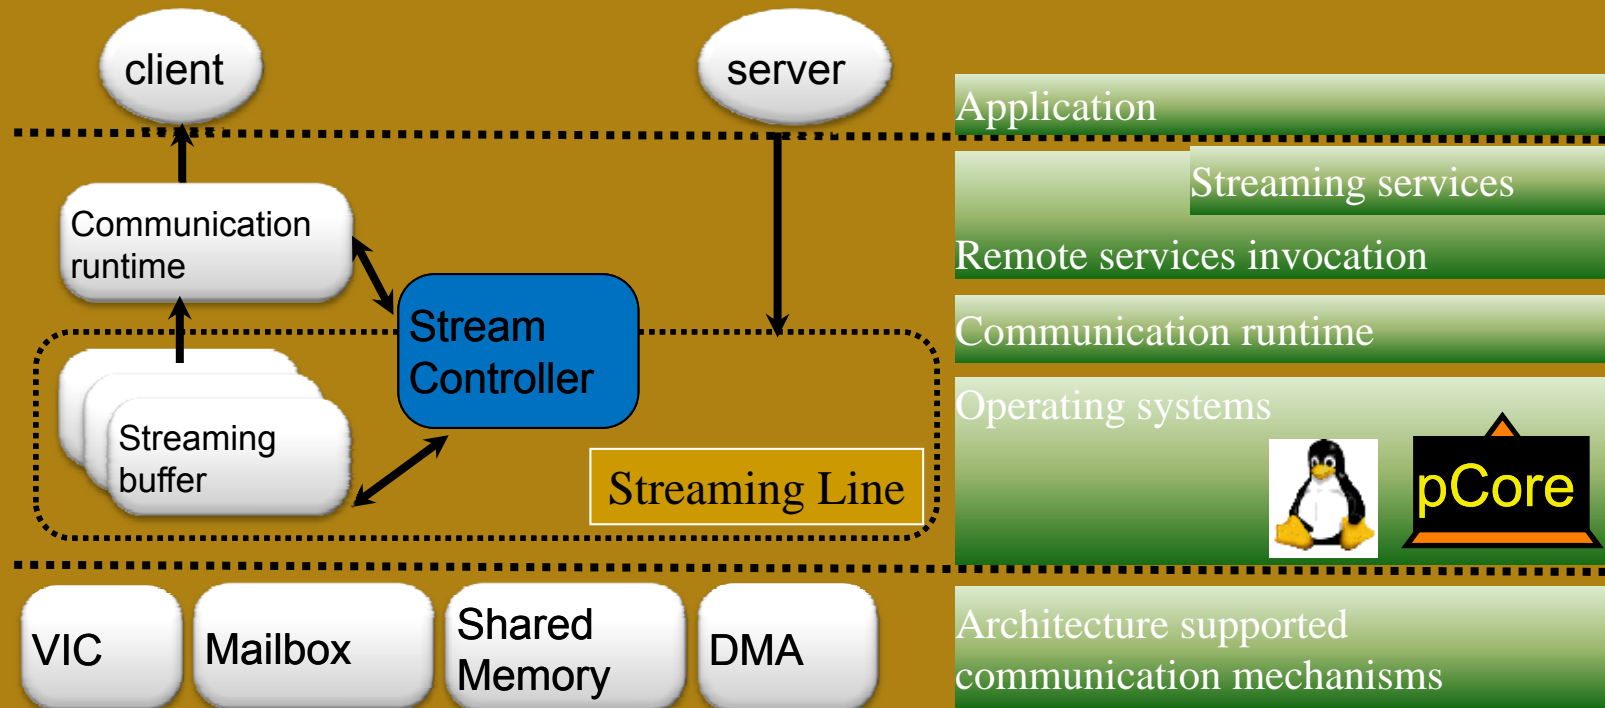 client
server
Application
Streaming services
Communication
runtime
Remote services invocation
Stream
Controller
Communication runtime
Operating systems
Streaming
buffer
Streaming Line
pCore
VIC
Mailbox
Shared
Memory
DMA
Architecture supported
communication mechanisms